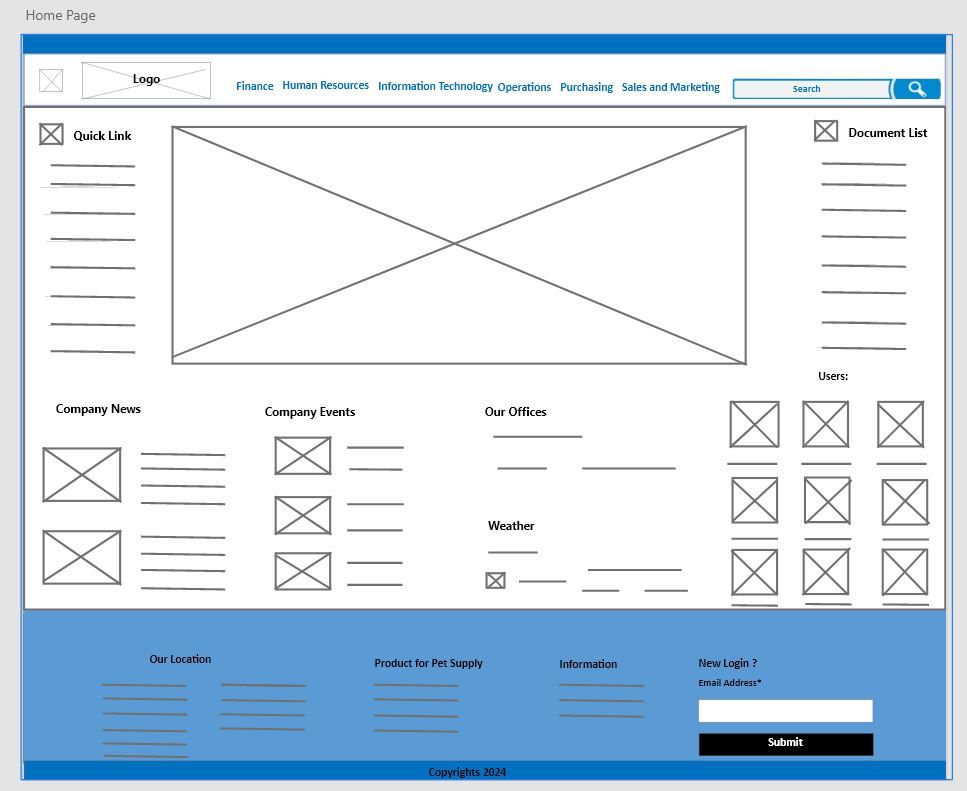 Home Page
Logo
Finance Human Resources Information Technology Operations Purchasing Sales and Marketing Search
Quick Link
Document List
Users:
Company News
Company Events
Our Offices
Weather
Our Location
Product for Pet Supply
Information
New Login ?
Email Address*
Submit
Copyrights 2024